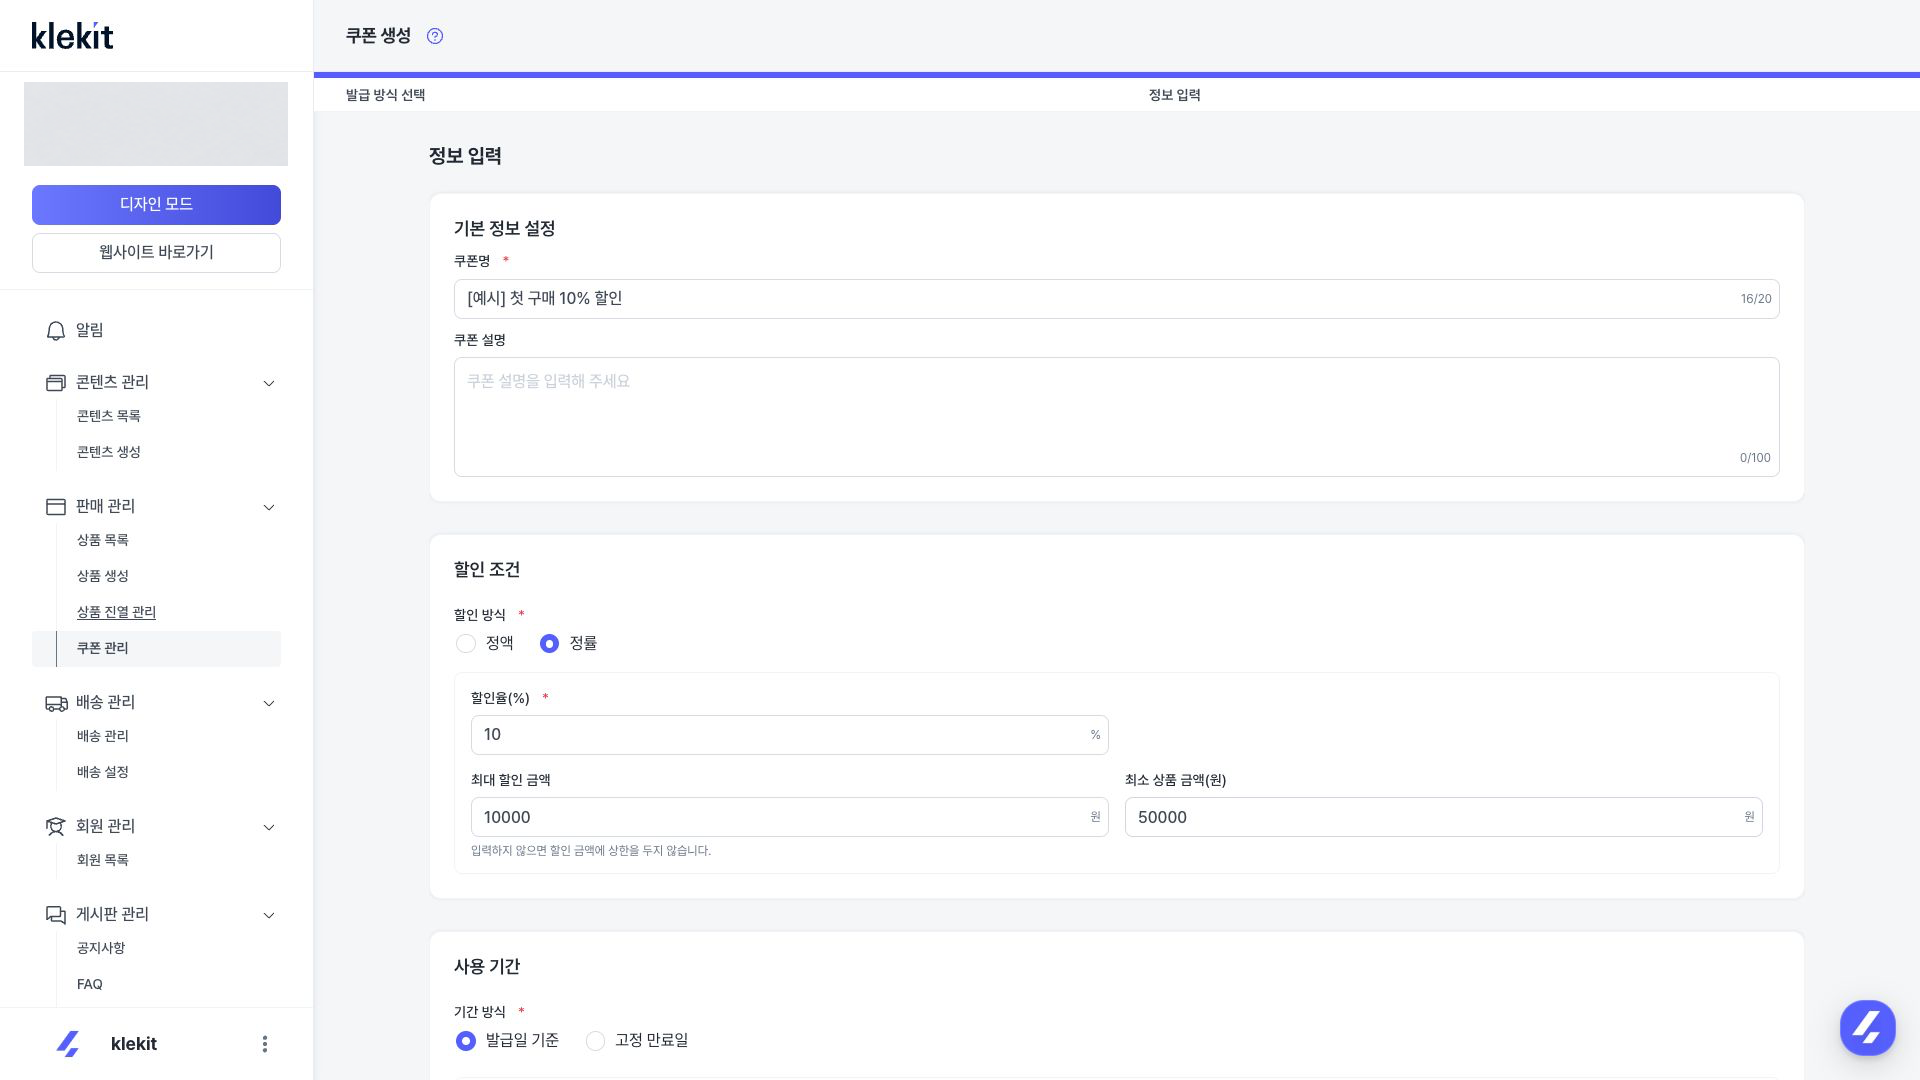 klekit
디자인 모드
웹사이트 바로가기
알림
콘텐츠 관리
콘텐츠 목록
콘텐츠 생성
판매 관리
상품 목록
상품 생성
상품 진열 관리
쿠폰 관리
배송 관리
배송 관리
배송 설정
회원 관리
회원 목록
게시판 관리
공지사항
FAQ
klekit
쿠폰 생성
발급 방식 선택
정보 입력
정보 입력
기본 정보 설정
쿠폰명 *
[예시] 첫 구매 10% 할인
16/20
쿠폰 설명
쿠폰 설명을 입력해 주세요
0/100
할인 조건
할인 방식 *
정액 정률
할인율(%) *
10 %
최대 할인 금액
10000 원
입력하지 않으면 할인 금액에 상한을 두지 않습니다.
최소 상품 금액(원)
50000 원
사용 기간
기간 방식 *
발급일 기준 고정 만료일